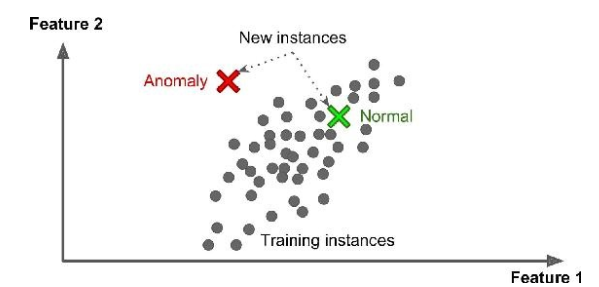 Feature 2
New instances
Anomaly
Normal
Training instances
Feature 1